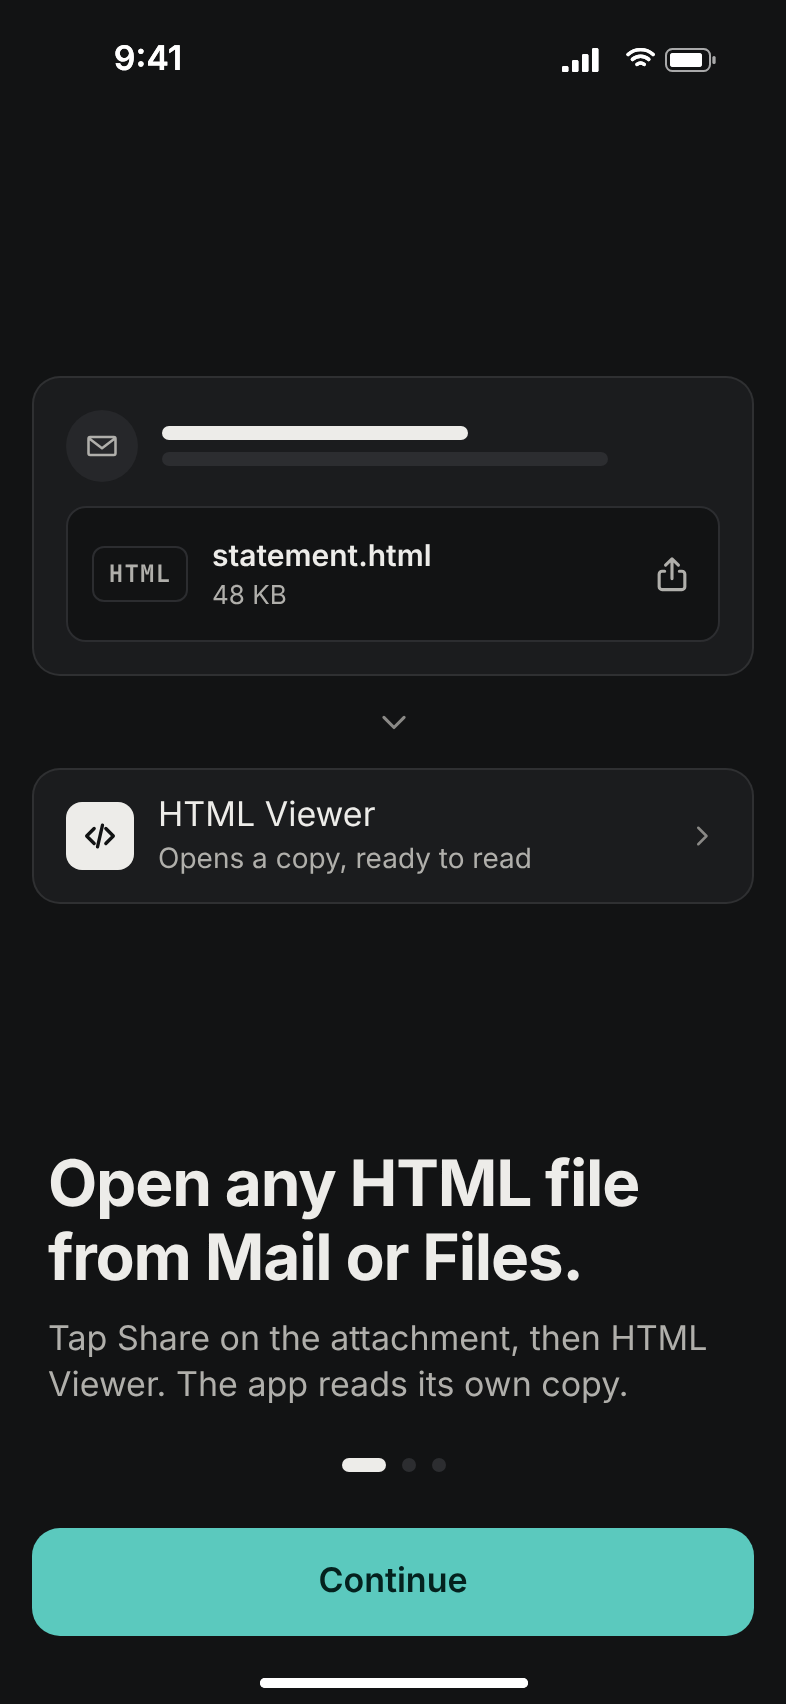 9:41
HTML
statement.html
48 KB
HTML Viewer
Opens a copy, ready to read
Open any HTML file
from Mail or Files.
Tap Share on the attachment, then HTML
Viewer. The app reads its own copy.
Continue